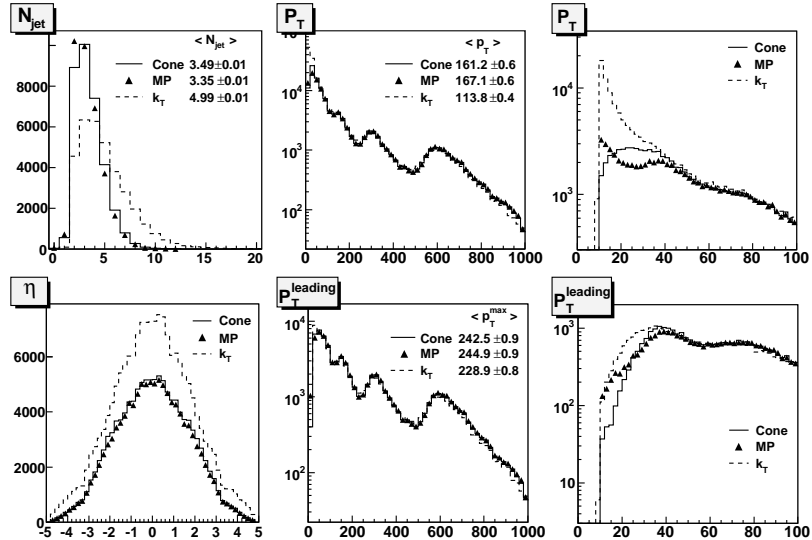 N_jet
< N_jet >
Cone 3.49±0.01
MP 3.35±0.01
k_T 4.99±0.01
10000
8000
6000
4000
2000
0
0 5 10 15 20
P_T
< p_T >
Cone 161.2 ±0.6
MP 167.1 ±0.6
k_T 113.8 ±0.4
10^4
10^3
10^2
0 200 400 600 800 1000
P_T
Cone
MP
k_T
10^4
10^3
0 20 40 60 80 100
η
Cone
MP
k_T
6000
4000
2000
0
-5 -4 -3 -2 -1 0 1 2 3 4 5
P_T^leading
< p_T^max >
Cone 242.5 ±0.9
MP 244.9 ±0.9
k_T 228.9 ±0.8
10^4
10^3
10^2
0 200 400 600 800 1000
P_T^leading
10^3
10^2
10
Cone
MP
k_T
0 20 40 60 80 100